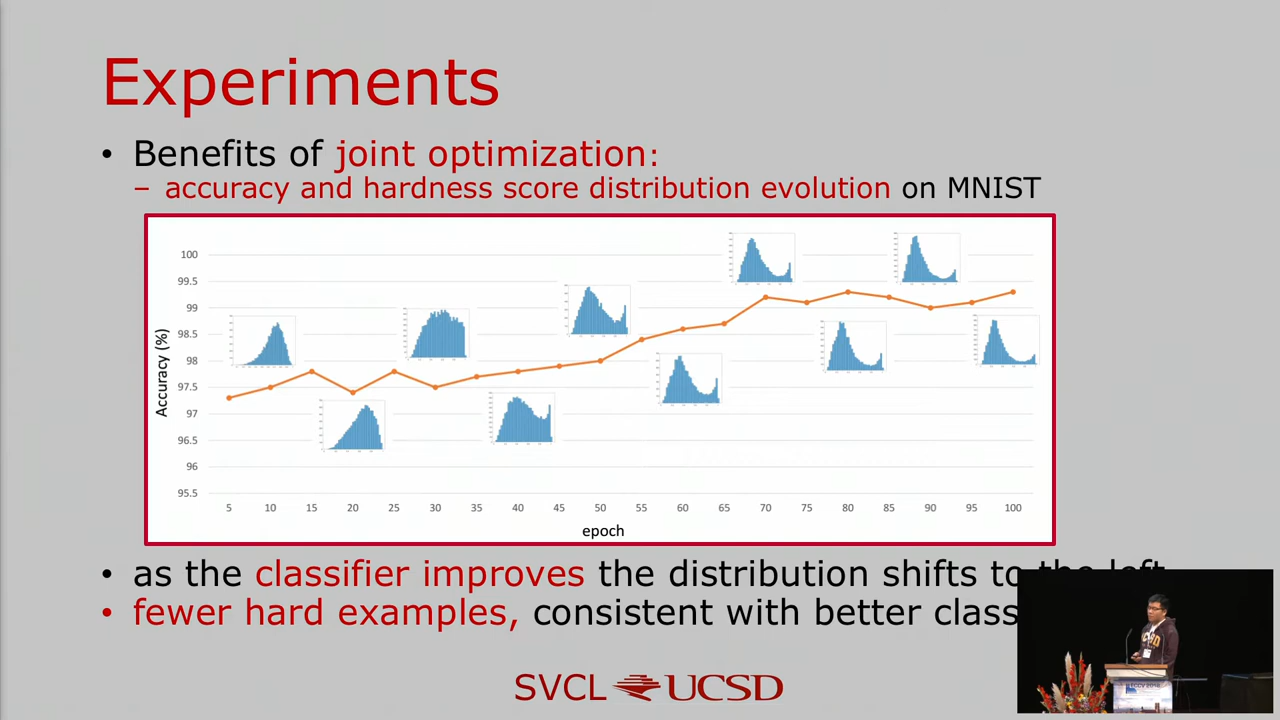 Experiments
• Benefits of joint optimization:
– accuracy and hardness score distribution evolution on MNIST
100
99.5
99
98.5
98
97.5
97
96.5
96
95.5
Accuracy (%)
5 10 15 20 25 30 35 40 45 50 55 60 65 70 75 80 85 90 95 100
epoch
• as the classifier improves the distribution shifts to the left
• fewer hard examples, consistent with better class
SVCL UCSD
ECCV 2018